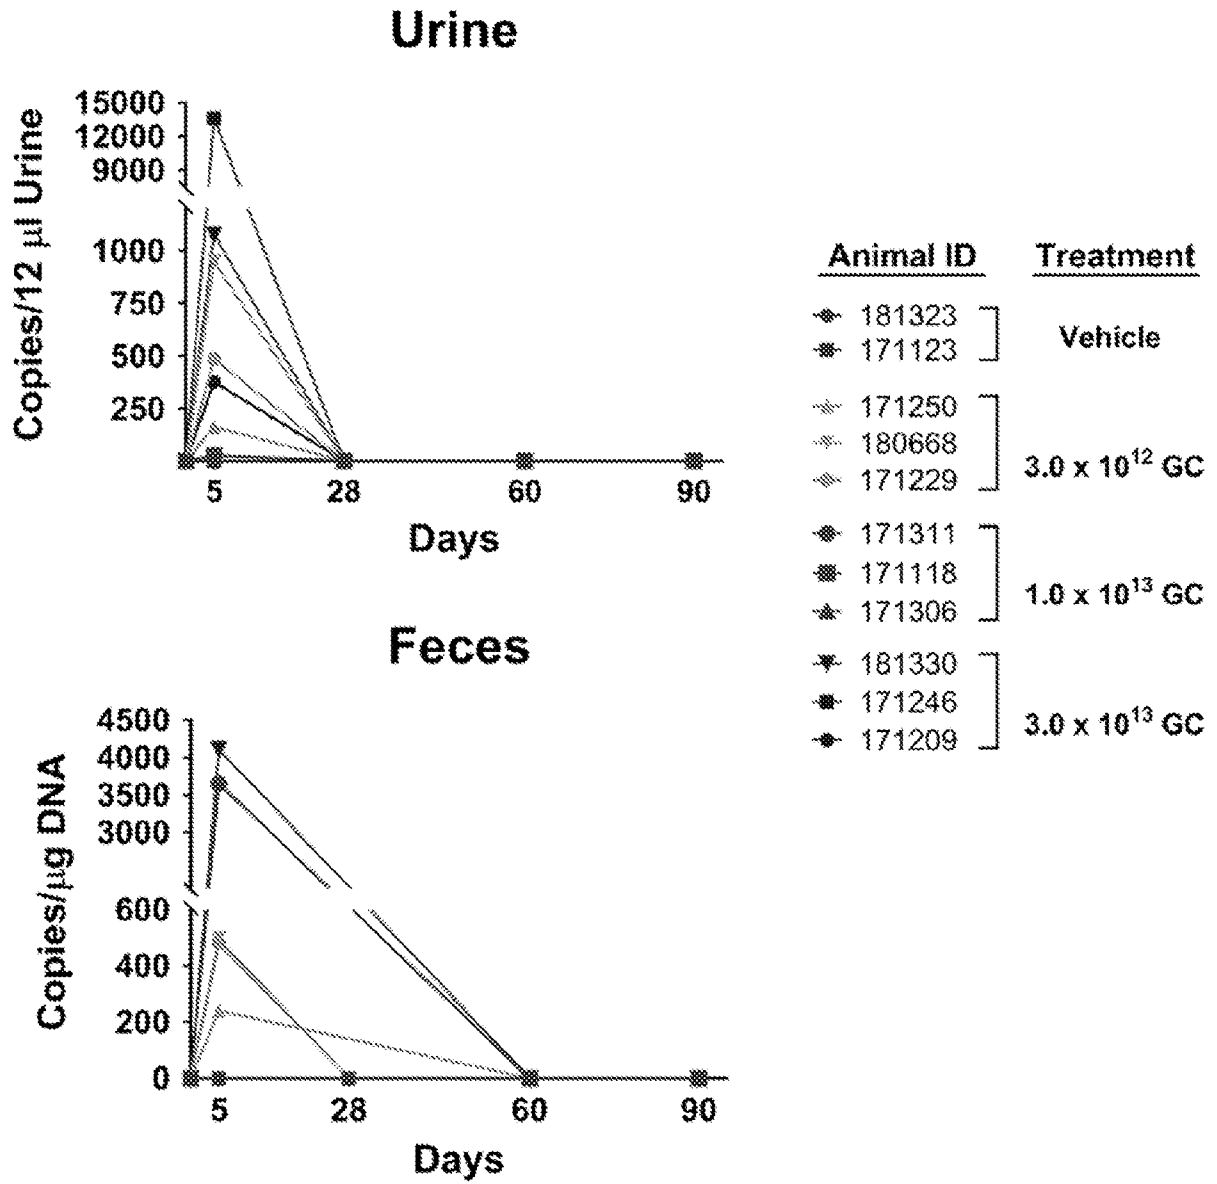 Urine
15000
12000
9000
1000
750
500
250
Copies/12 µl Urine
5 28 60 90
Days
Animal ID Treatment
181323
171123
Vehicle
171250
180668
171229
3.0 x 10¹² GC
171311
171118
171306
1.0 x 10¹³ GC
181330
171246
171209
3.0 x 10¹³ GC
Feces
4500
4000
3500
3000
600
400
200
0
Copies/µg DNA
5 28 60 90
Days